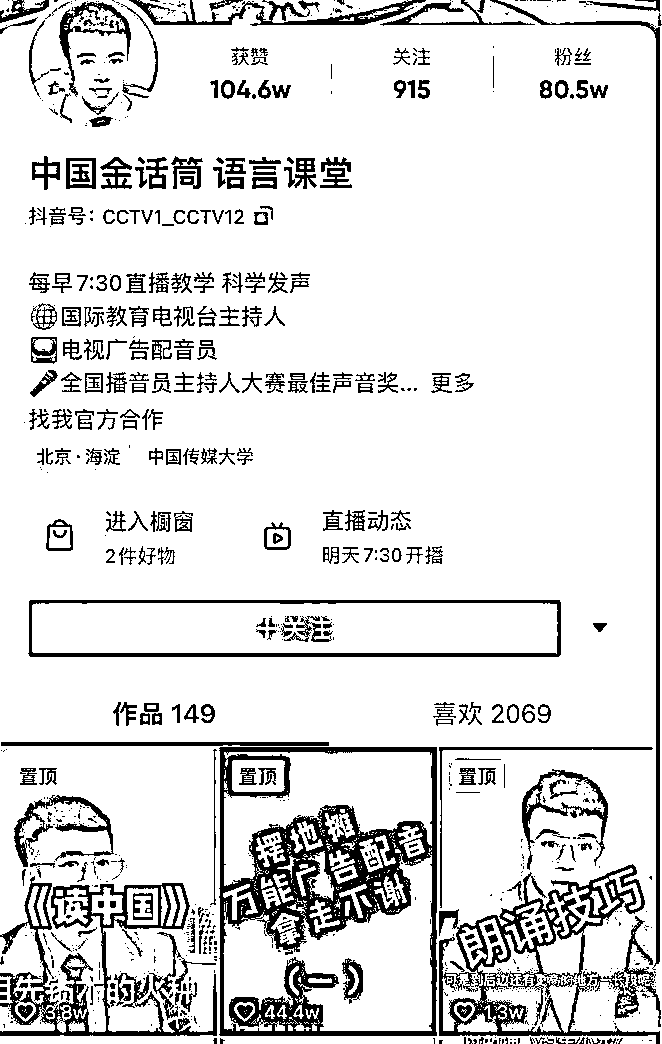 获赞 关注 粉丝
104.6w 915 80.5w
中国金话筒 语言课堂
抖音号：CCTV1_CCTV12
每早7:30直播教学 科学发声
国际教育电视台主持人
电视广告配音员
全国播音员主持人大赛最佳声音奖... 更多
找我官方合作
北京·海淀 中国传媒大学
进入橱窗 直播动态
2件好物 明天7:30开播
+关注
作品 149 喜欢 2069
置顶 置顶 置顶
《读中国》
摆地摊
万能广告配音
拿走不谢
（一）
朗诵技巧
祖先钻木的火种
3.8w 44.4w 1.3w